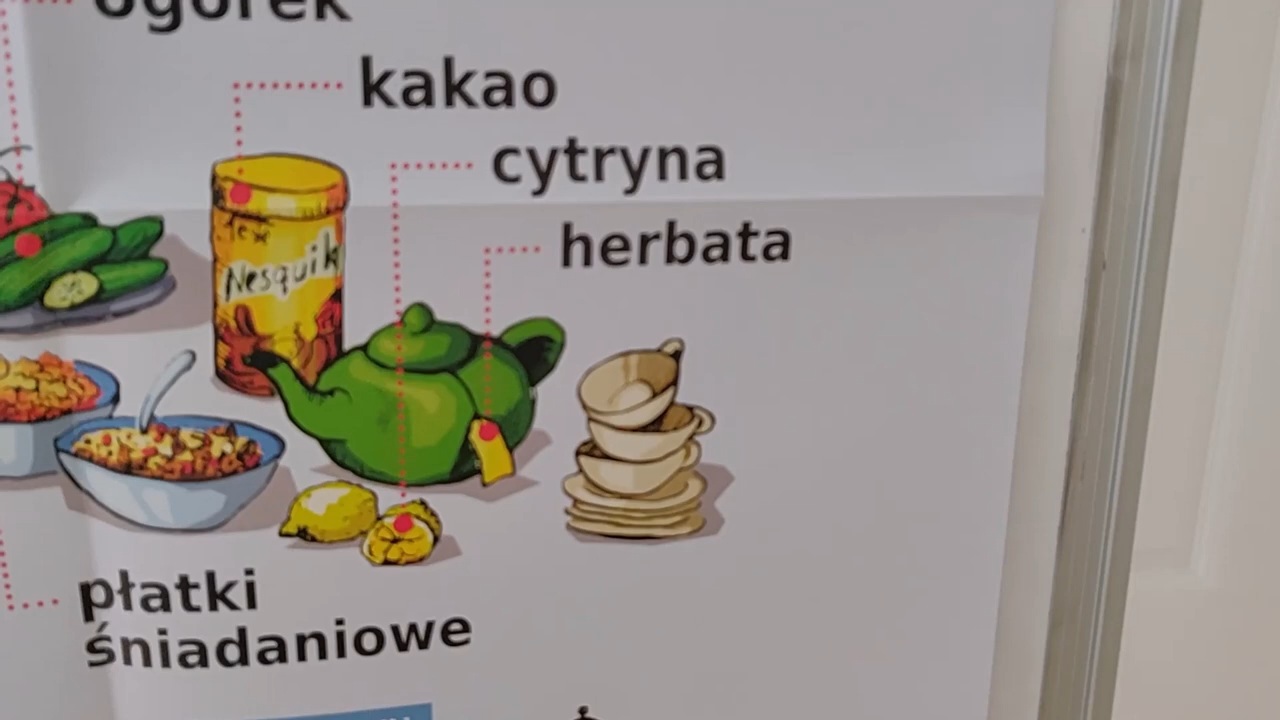 ogórek
kakao
cytryna
herbata
Nesquik
płatki
śniadaniowe